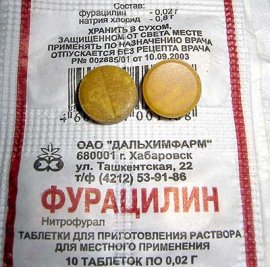 Состав:
фурацилин - 0,02 г
натрия хлорид - 0,8 г
ХРАНИТЬ В СУХОМ,
ЗАЩИЩЕННОМ ОТ СВЕТА МЕСТЕ
ПРИМЕНЯТЬ ПО НАЗНАЧЕНИЮ ВРАЧА
ОТПУСКАЕТСЯ БЕЗ РЕЦЕПТА ВРАЧА
Р№ 002885/01 от 10.09.2003
ОАО "ДАЛЬХИМФАРМ"
680001 г. Хабаровск
ул. Ташкентская, 22
т/ф (4212) 53-91-86
ФУРАЦИЛИН
Нитрофурал
ТАБЛЕТКИ ДЛЯ ПРИГОТОВЛЕНИЯ РАСТВОРА
ДЛЯ МЕСТНОГО ПРИМЕНЕНИЯ
10 ТАБЛЕТОК ПО 0,02 Г